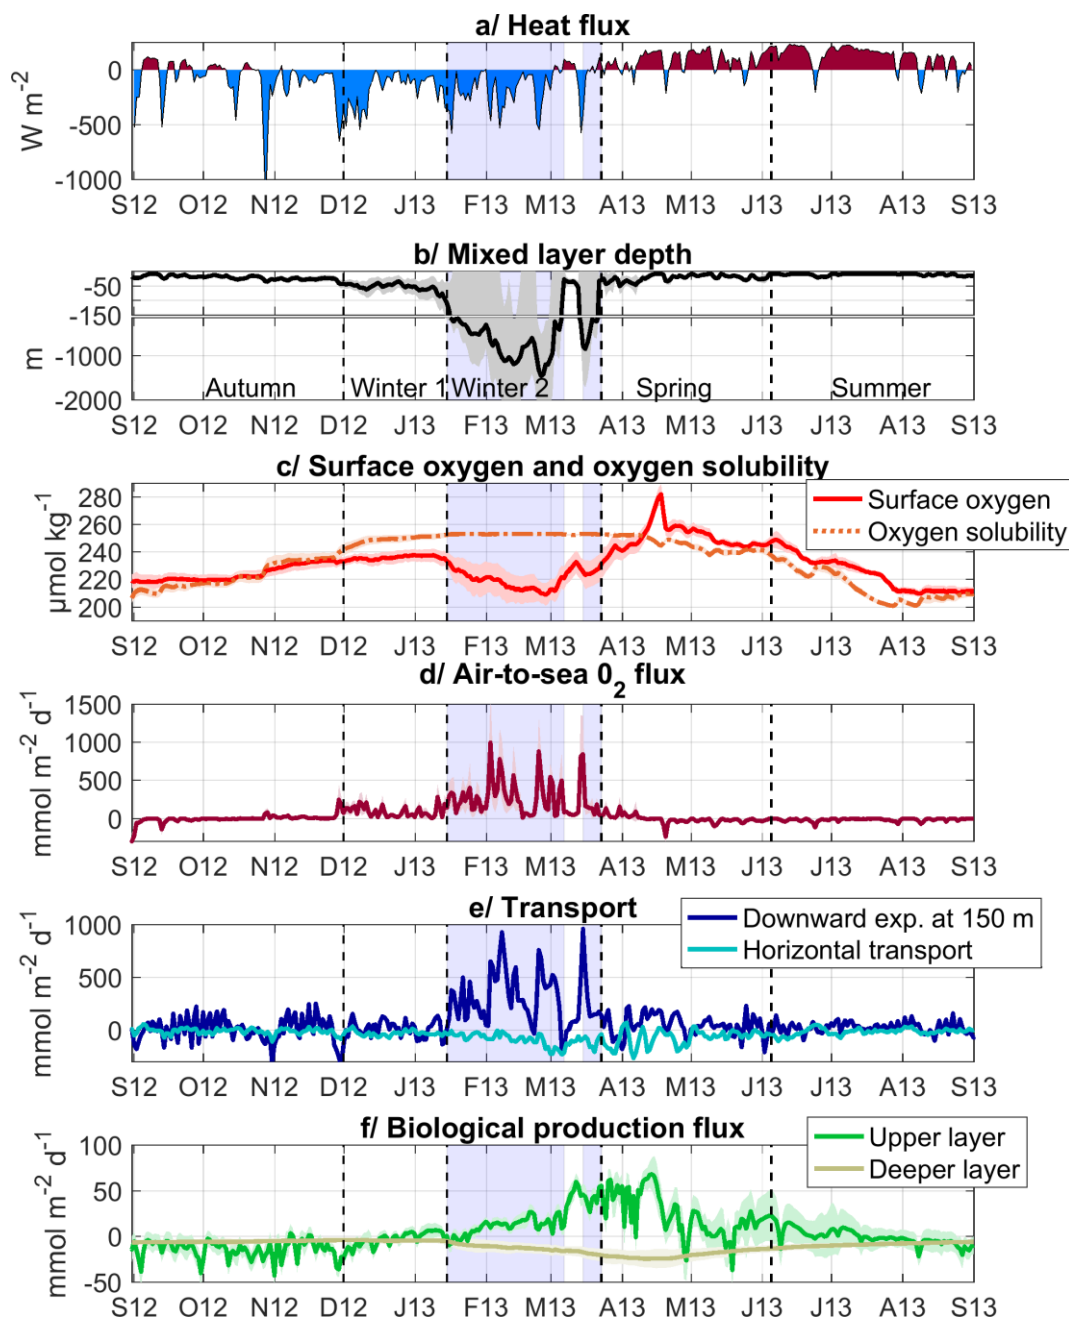 a/ Heat flux
W m-2
0
-500
-1000
S12 O12 N12 D12 J13 F13 M13 A13 M13 J13 J13 A13 S13
b/ Mixed layer depth
m
-50
-150
-150
-1000
-2000
Autumn Winter 1 Winter 2 Spring Summer
S12 O12 N12 D12 J13 F13 M13 A13 M13 J13 J13 A13 S13
c/ Surface oxygen and oxygen solubility
µmol kg-1
280
260
240
220
200
Surface oxygen
Oxygen solubility
S12 O12 N12 D12 J13 F13 M13 A13 M13 J13 J13 A13 S13
d/ Air-to-sea 02 flux
mmol m-2 d-1
1500
1000
500
0
S12 O12 N12 D12 J13 F13 M13 A13 M13 J13 J13 A13 S13
e/ Transport
mmol m-2 d-1
1000
500
0
Downward exp. at 150 m
Horizontal transport
S12 O12 N12 D12 J13 F13 M13 A13 M13 J13 J13 A13 S13
f/ Biological production flux
mmol m-2 d-1
100
50
0
-50
Upper layer
Deeper layer
S12 O12 N12 D12 J13 F13 M13 A13 M13 J13 J13 A13 S13